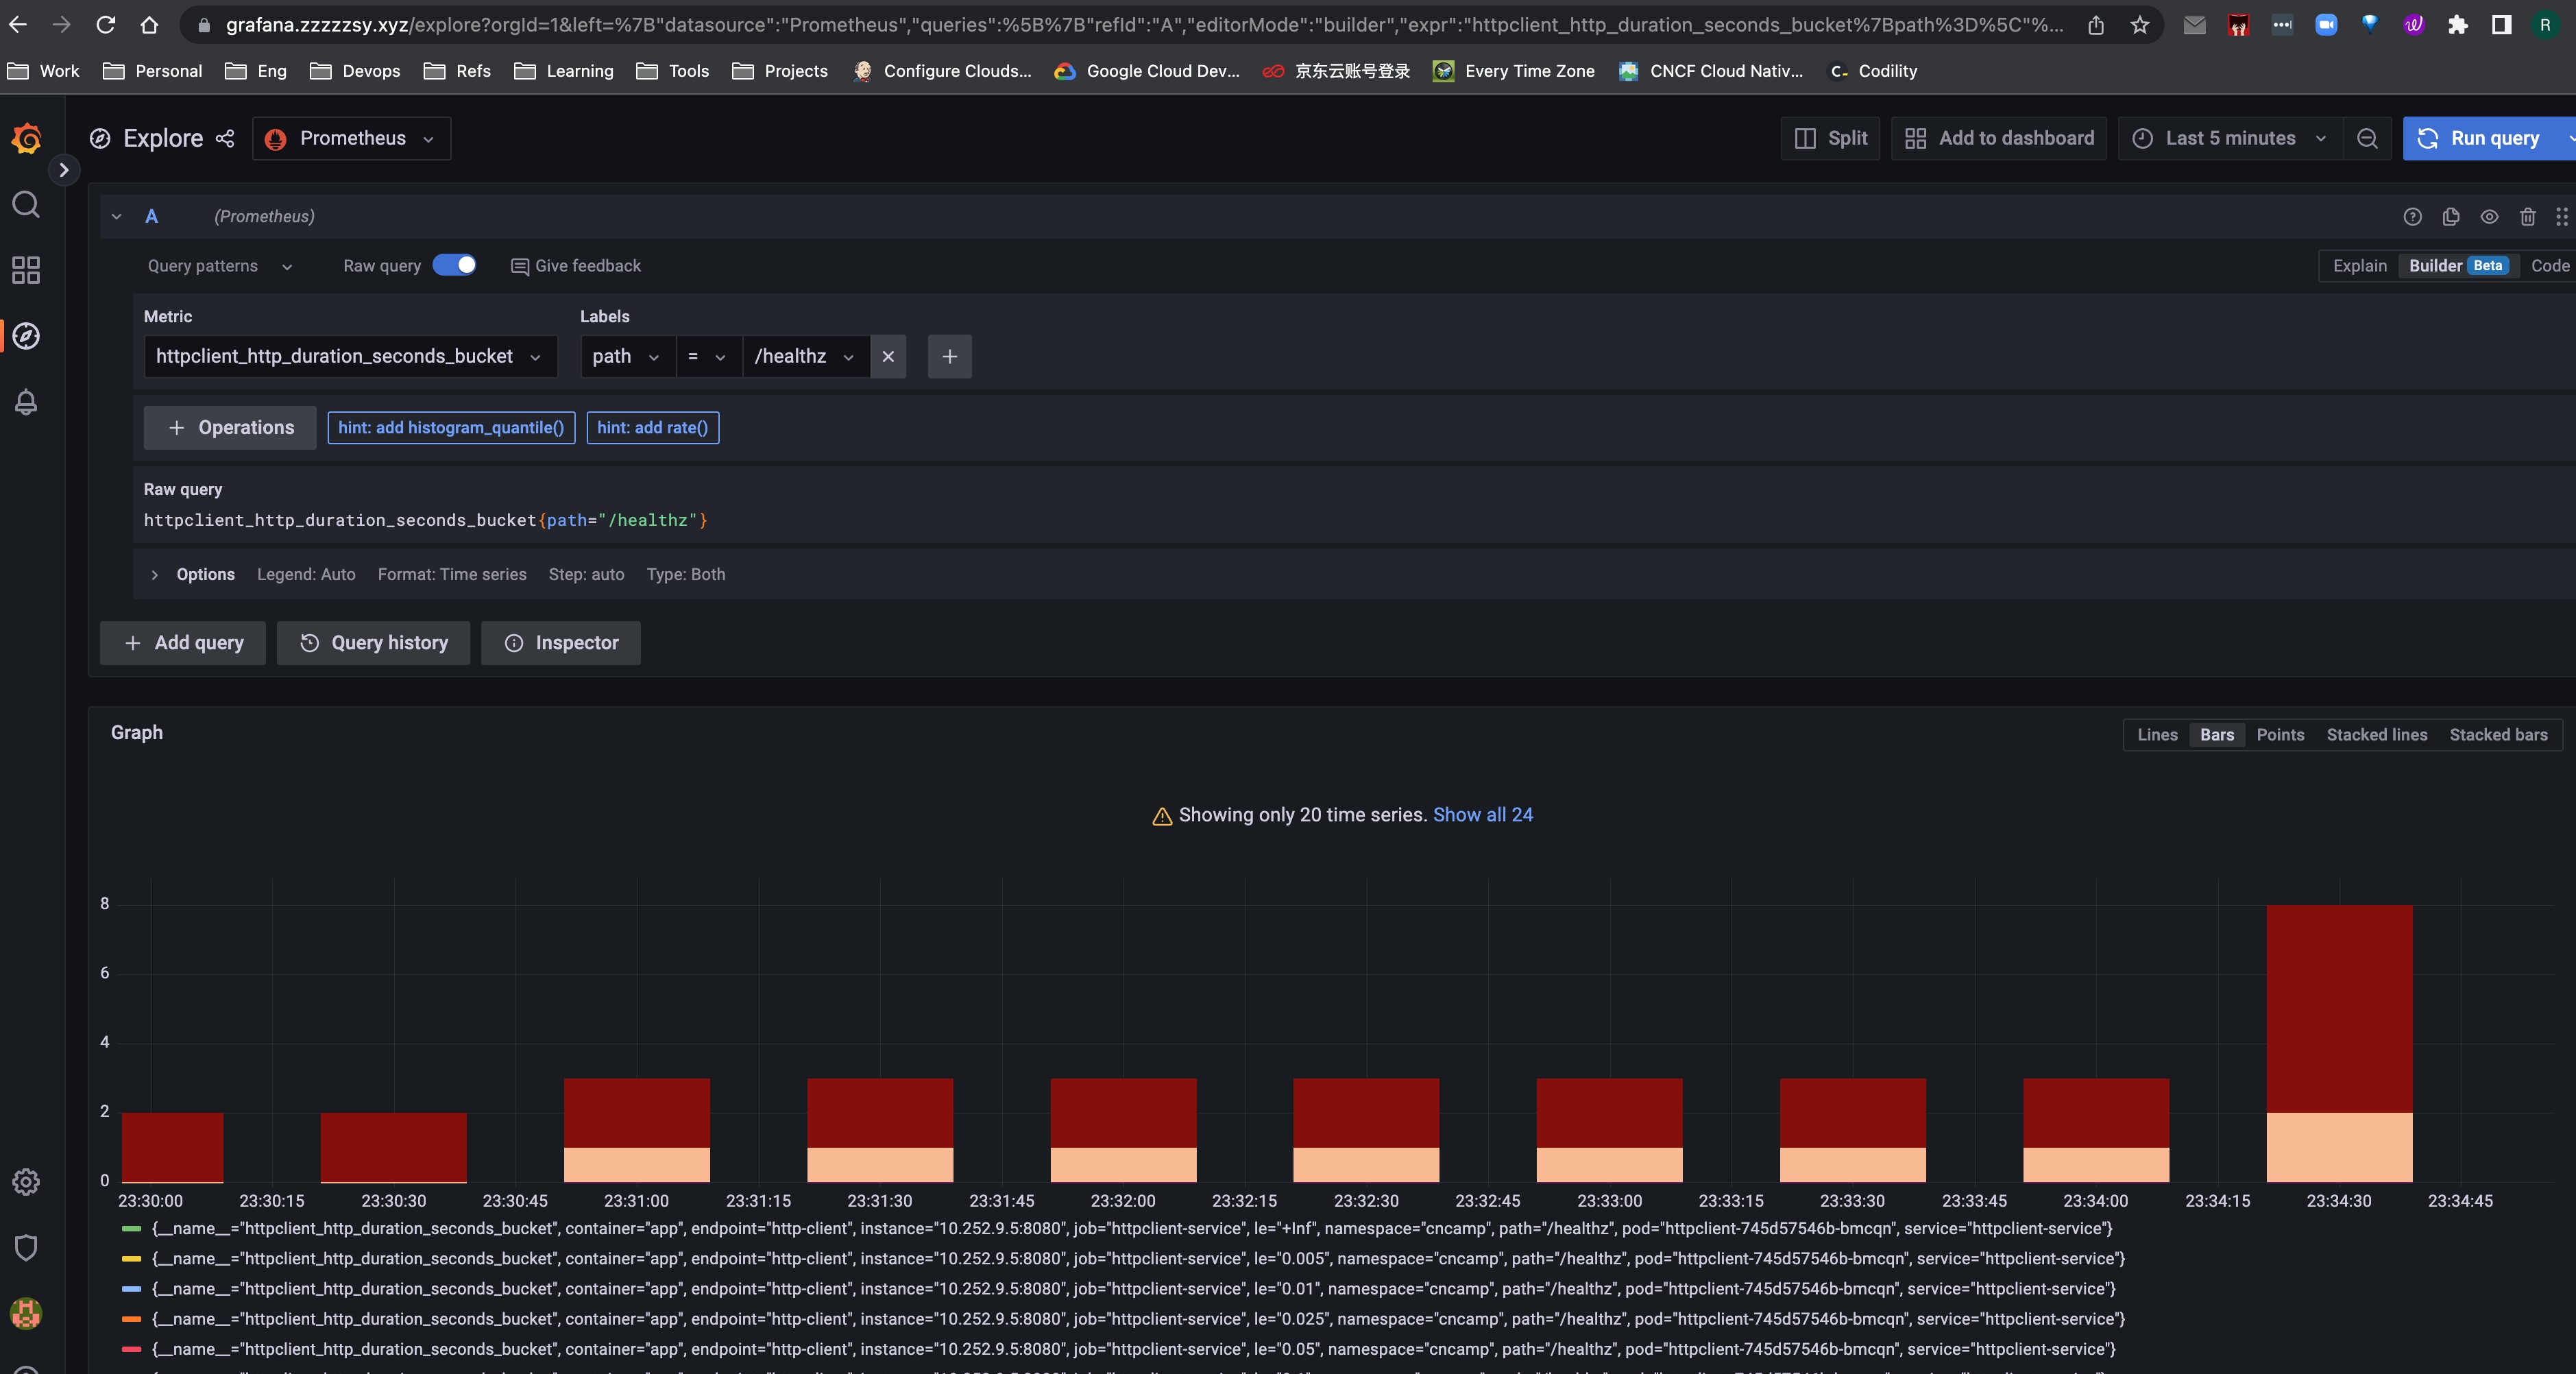 grafana.zzzzzsy.xyz/explore?orgId=1&left=%7B"datasource":"Prometheus","queries":%5B%7B"refId":"A","editorMode":"builder","expr":"httpclient_http_duration_seconds_bucket%7Bpath%3D%5C"%... R
Work Personal Eng Devops Refs Learning Tools Projects Configure Clouds... Google Cloud Dev... 京东云账号登录 Every Time Zone CNCF Cloud Nativ... C- Codility
Explore Prometheus Split Add to dashboard Last 5 minutes Run query
A (Prometheus)
Query patterns Raw query Give feedback Explain Builder Beta Code
Metric Labels
httpclient_http_duration_seconds_bucket path = /healthz
+ Operations hint: add histogram_quantile() hint: add rate()
Raw query
httpclient_http_duration_seconds_bucket{path="/healthz"}
Options Legend: Auto Format: Time series Step: auto Type: Both
+ Add query Query history Inspector
Graph Lines Bars Points Stacked lines Stacked bars
Showing only 20 time series. Show all 24
8
6
4
2
0
23:30:00 23:30:15 23:30:30 23:30:45 23:31:00 23:31:15 23:31:30 23:31:45 23:32:00 23:32:15 23:32:30 23:32:45 23:33:00 23:33:15 23:33:30 23:33:45 23:34:00 23:34:15 23:34:30 23:34:45
{__name__="httpclient_http_duration_seconds_bucket", container="app", endpoint="http-client", instance="10.252.9.5:8080", job="httpclient-service", le="+Inf", namespace="cncamp", path="/healthz", pod="httpclient-745d57546b-bmcqn", service="httpclient-service"}
{__name__="httpclient_http_duration_seconds_bucket", container="app", endpoint="http-client", instance="10.252.9.5:8080", job="httpclient-service", le="0.005", namespace="cncamp", path="/healthz", pod="httpclient-745d57546b-bmcqn", service="httpclient-service"}
{__name__="httpclient_http_duration_seconds_bucket", container="app", endpoint="http-client", instance="10.252.9.5:8080", job="httpclient-service", le="0.01", namespace="cncamp", path="/healthz", pod="httpclient-745d57546b-bmcqn", service="httpclient-service"}
{__name__="httpclient_http_duration_seconds_bucket", container="app", endpoint="http-client", instance="10.252.9.5:8080", job="httpclient-service", le="0.025", namespace="cncamp", path="/healthz", pod="httpclient-745d57546b-bmcqn", service="httpclient-service"}
{__name__="httpclient_http_duration_seconds_bucket", container="app", endpoint="http-client", instance="10.252.9.5:8080", job="httpclient-service", le="0.05", namespace="cncamp", path="/healthz", pod="httpclient-745d57546b-bmcqn", service="httpclient-service"}